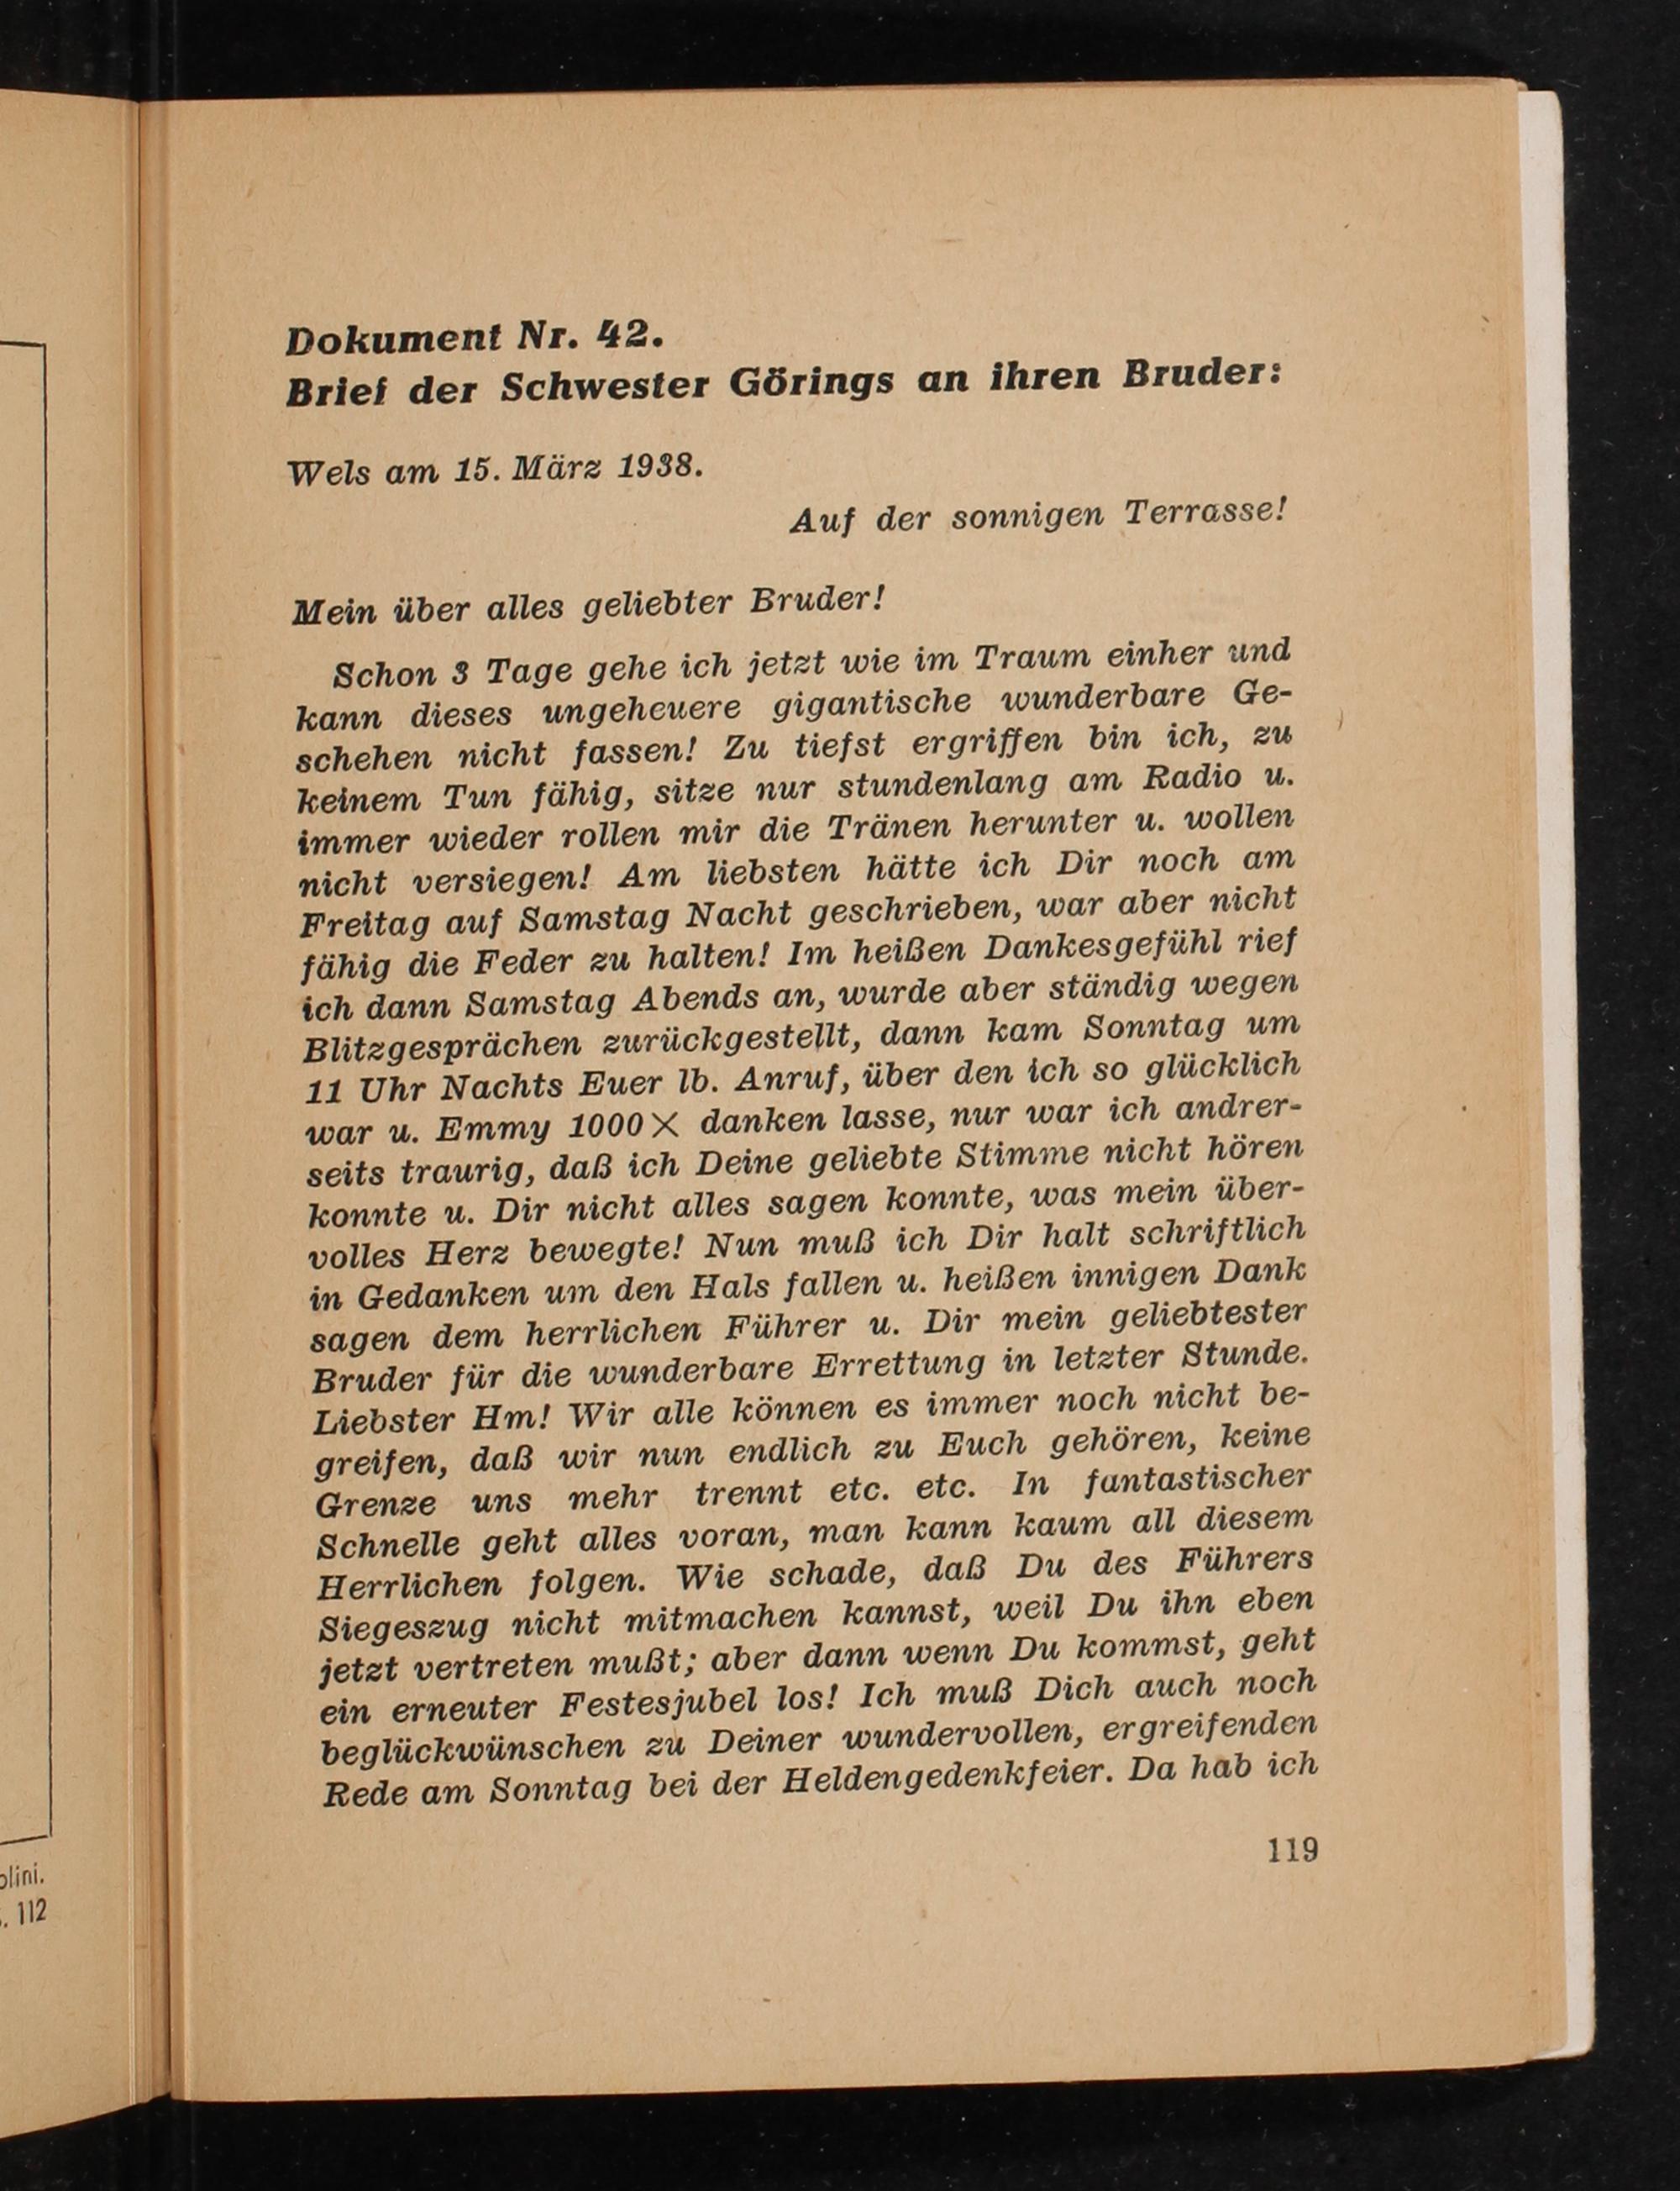 Dokument Nr. 42.
Brief der Schwester Görings an ihren Bruder:
Wels am 15. März 1938.
Auf der sonnigen Terrasse!
Mein über alles geliebter Bruder!
Schon 3 Tage gehe ich jetzt wie im Traum einher und
kann dieses ungeheuere gigantische wunderbare Ge-
schehen nicht fassen! Zu tiefst ergriffen bin ich, zu
keinem Tun fähig, sitze nur stundenlang am Radio u.
immer wieder rollen mir die Tränen herunter u. wollen
nicht versiegen! Am liebsten hätte ich Dir noch am
Freitag auf Samstag Nacht geschrieben, war aber nicht
fähig die Feder zu halten! Im heißen Dankesgefühl rief
ich dann Samstag Abends an, wurde aber ständig wegen
Blitzgesprächen zurückgestellt, dann kam Sonntag um
11 Uhr Nachts Euer lb. Anruf, über den ich so glücklich
war u. Emmy 1000× danken lasse, nur war ich andrer-
seits traurig, daß ich Deine geliebte Stimme nicht hören
konnte u. Dir nicht alles sagen konnte, was mein über-
volles Herz bewegte! Nun muß ich Dir halt schriftlich
in Gedanken um den Hals fallen u. heißen innigen Dank
sagen dem herrlichen Führer u. Dir mein geliebtester
Bruder für die wunderbare Errettung in letzter Stunde.
Liebster Hm! Wir alle können es immer noch nicht be-
greifen, daß wir nun endlich zu Euch gehören, keine
Grenze uns mehr trennt etc. etc. In fantastischer
Schnelle geht alles voran, man kann kaum all diesem
Herrlichen folgen. Wie schade, daß Du des Führers
Siegeszug nicht mitmachen kannst, weil Du ihn eben
jetzt vertreten mußt; aber dann wenn Du kommst, geht
ein erneuter Festesjubel los! Ich muß Dich auch noch
beglückwünschen zu Deiner wundervollen, ergreifenden
Rede am Sonntag bei der Heldengedenkfeier. Da hab ich
119
olini.
. 112